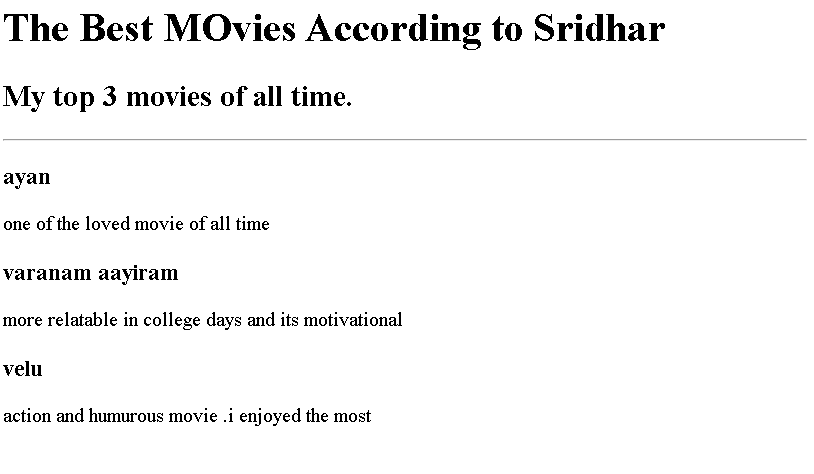 The Best MOvies According to Sridhar
My top 3 movies of all time.
ayan
one of the loved movie of all time
varanam aayiram
more relatable in college days and its motivational
velu
action and humurous movie .i enjoyed the most